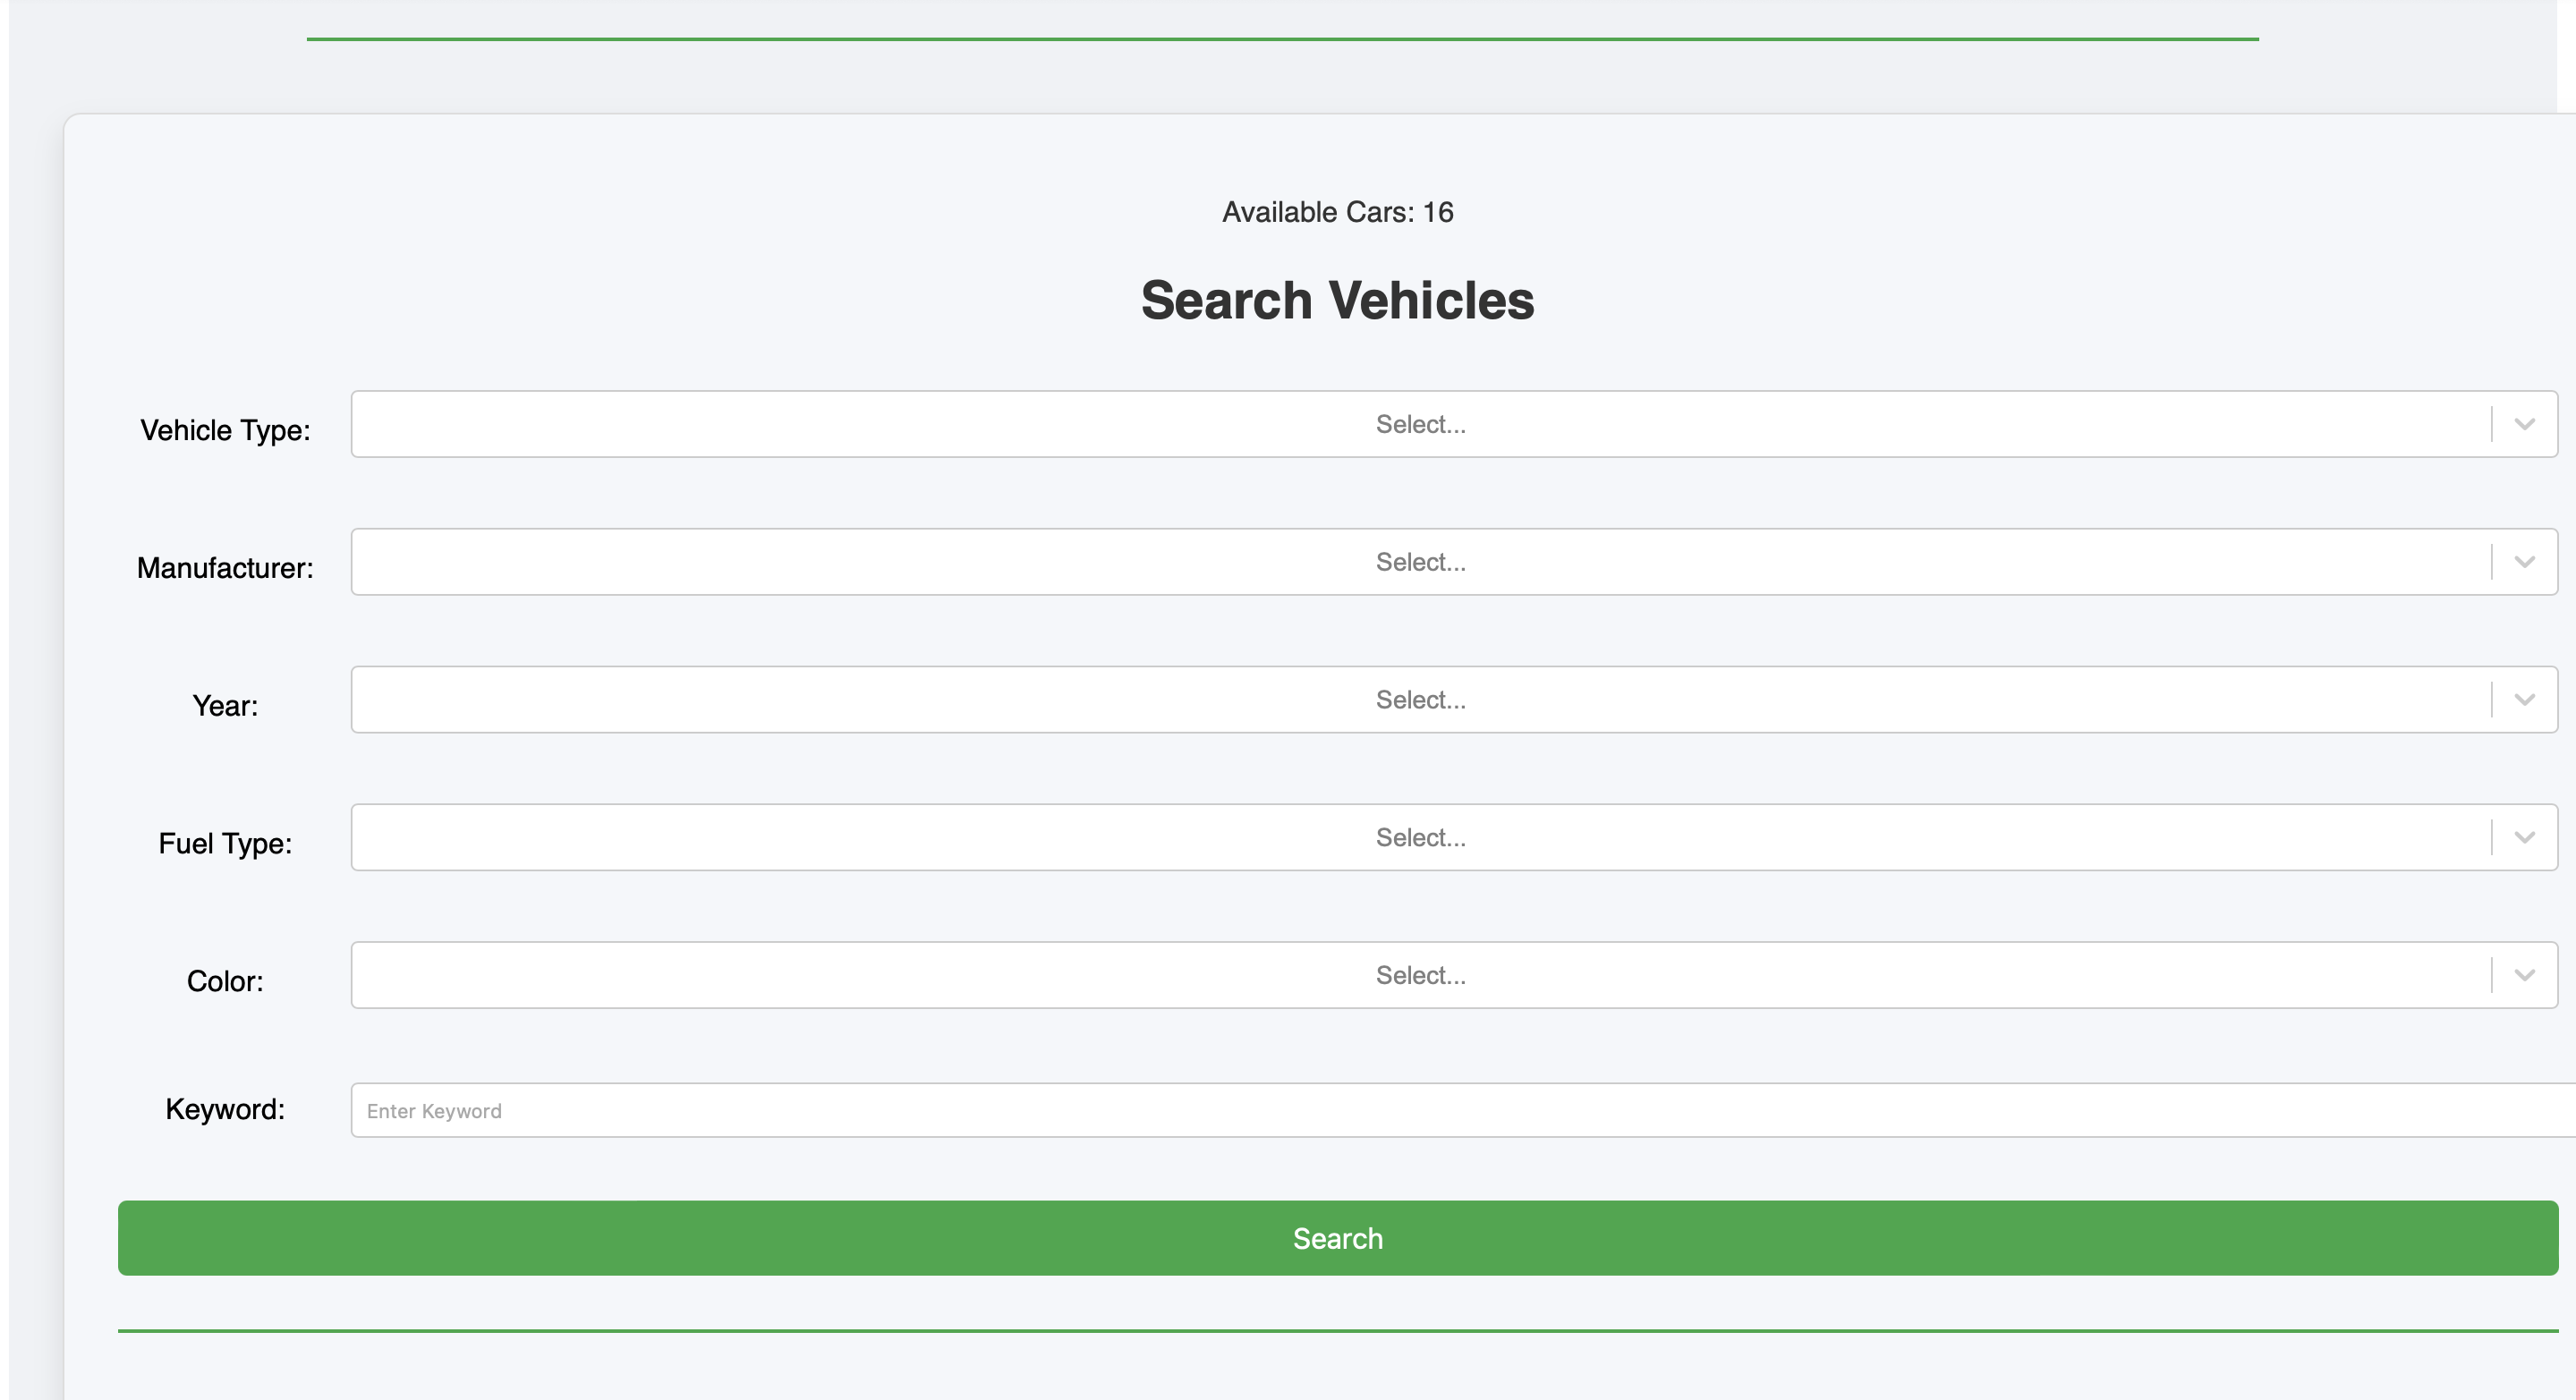 Available Cars: 16
Search Vehicles
Vehicle Type: Select...
Manufacturer: Select...
Year: Select...
Fuel Type: Select...
Color: Select...
Keyword: Enter Keyword
Search